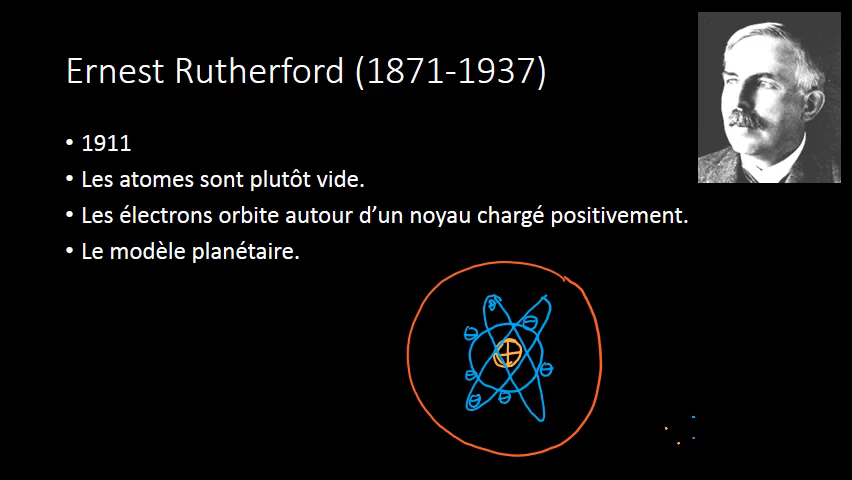 Ernest Rutherford (1871-1937)
• 1911
• Les atomes sont plutôt vide.
• Les électrons orbite autour d’un noyau chargé positivement.
• Le modèle planétaire.